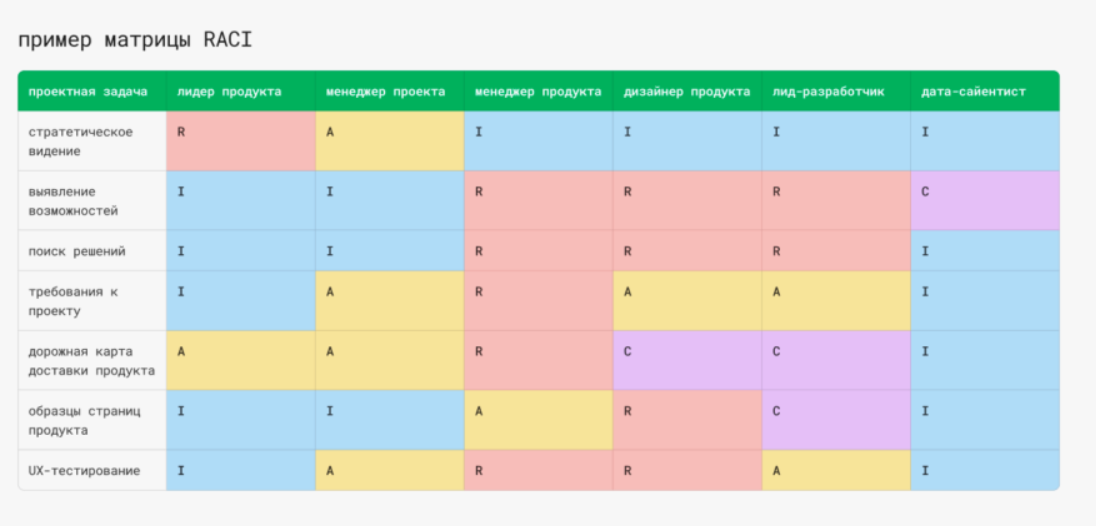 пример матрицы RACI
проектная задача лидер продукта менеджер проекта менеджер продукта дизайнер продукта лид-разработчик дата-сайентист
стратетическое R A I I I I
видение
выявление I I R R R C
возможностей
поиск решений I I R R R I
требования к I A R A A I
проекту
дорожная карта A A R C C I
доставки продукта
образцы страниц I I A R C I
продукта
UX-тестирование I A R R A I